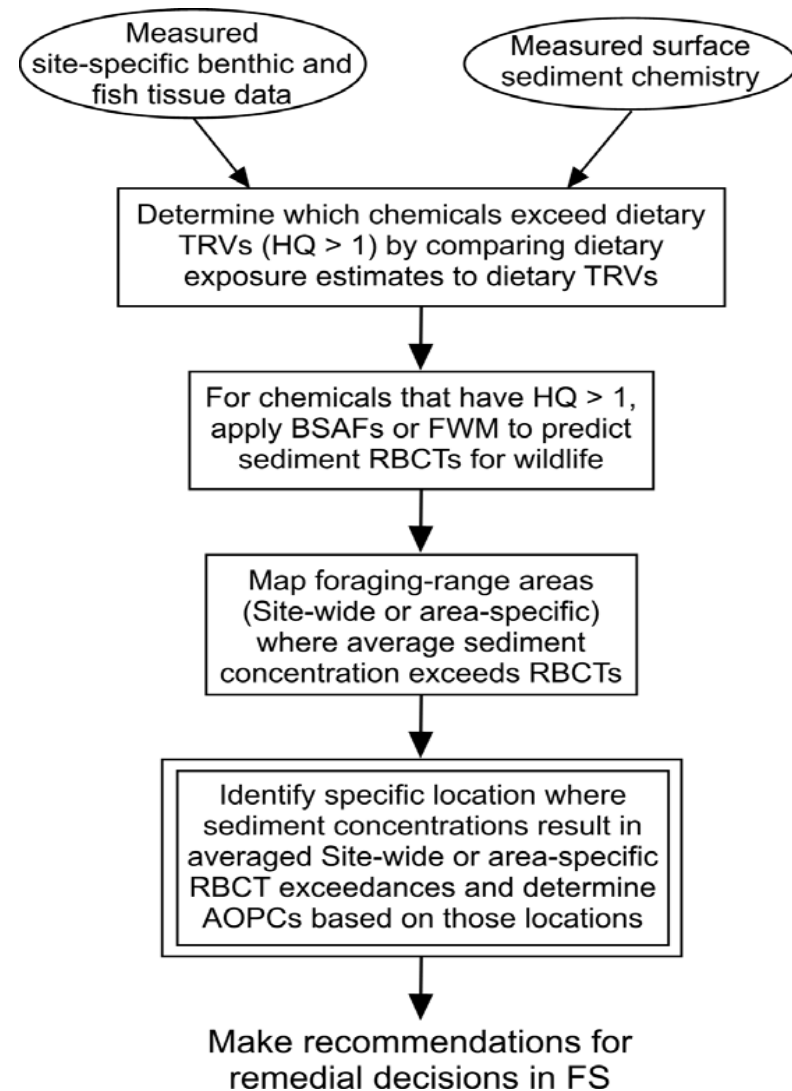 Measured
site-specific benthic and
fish tissue data
Measured surface
sediment chemistry
Determine which chemicals exceed dietary
TRVs (HQ > 1) by comparing dietary
exposure estimates to dietary TRVs
For chemicals that have HQ > 1,
apply BSAFs or FWM to predict
sediment RBCTs for wildlife
Map foraging-range areas
(Site-wide or area-specific)
where average sediment
concentration exceeds RBCTs
Identify specific location where
sediment concentrations result in
averaged Site-wide or area-specific
RBCT exceedances and determine
AOPCs based on those locations
Make recommendations for
remedial decisions in FS